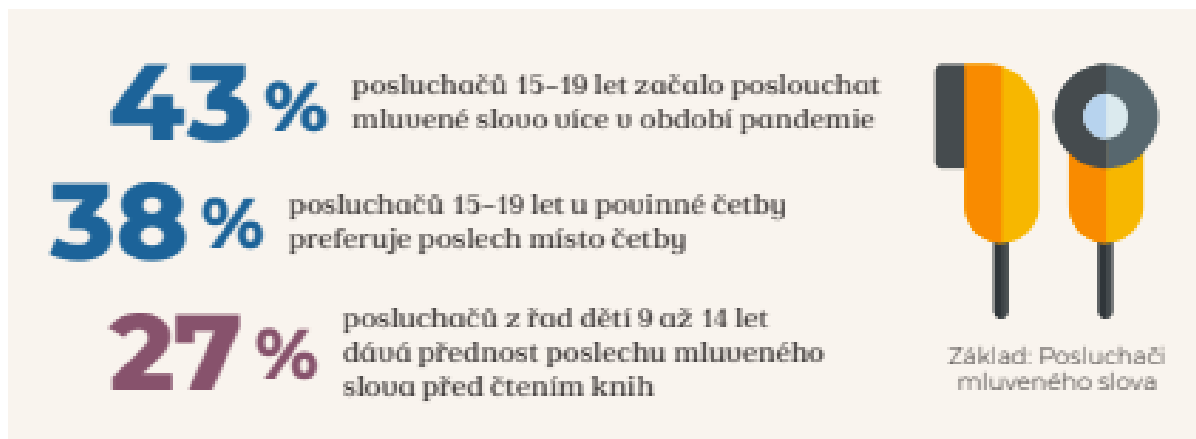 43 % posluchačů 15–19 let začalo poslouchat
mluvené slovo více v období pandemie
38 % posluchačů 15–19 let u povinné četby
preferuje poslech místo četby
27 % posluchačů z řad dětí 9 až 14 let
dává přednost poslechu mluveného
slova před čtením knih
Základ: Posluchači
mluveného slova